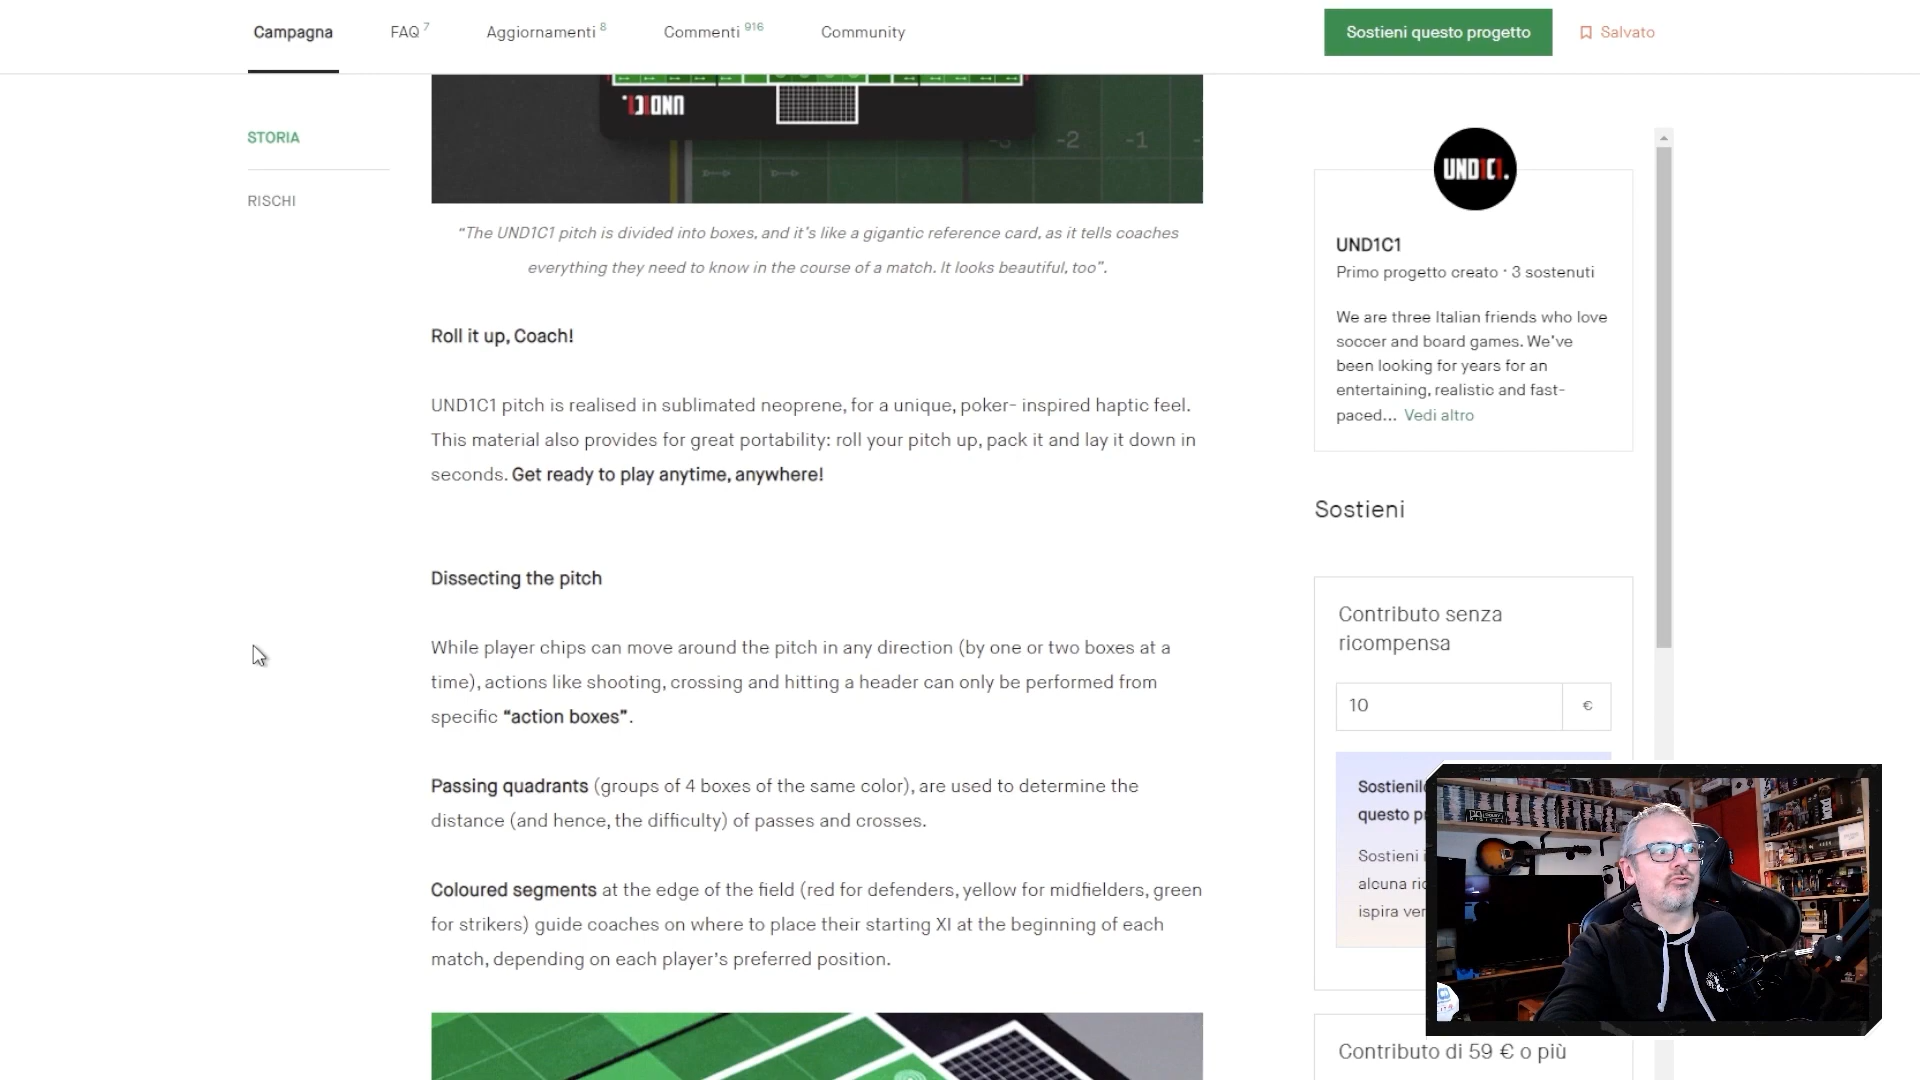 Campagna
FAQ 7
Aggiornamenti 8
Commenti 916
Community
Sostieni questo progetto
Salvato
STORIA
RISCHI
UND1C1.
-2 -1
“The UND1C1 pitch is divided into boxes, and it's like a gigantic reference card, as it tells coaches
everything they need to know in the course of a match. It looks beautiful, too”.
Roll it up, Coach!
UND1C1 pitch is realised in sublimated neoprene, for a unique, poker- inspired haptic feel.
This material also provides for great portability: roll your pitch up, pack it and lay it down in
seconds. Get ready to play anytime, anywhere!
Dissecting the pitch
While player chips can move around the pitch in any direction (by one or two boxes at a
time), actions like shooting, crossing and hitting a header can only be performed from
specific “action boxes”.
Passing quadrants (groups of 4 boxes of the same color), are used to determine the
distance (and hence, the difficulty) of passes and crosses.
Coloured segments at the edge of the field (red for defenders, yellow for midfielders, green
for strikers) guide coaches on where to place their starting XI at the beginning of each
match, depending on each player's preferred position.
UND1C1.
UND1C1
Primo progetto creato · 3 sostenuti
We are three Italian friends who love
soccer and board games. We've
been looking for years for an
entertaining, realistic and fast-
paced... Vedi altro
Sostieni
Contributo senza
ricompensa
10 €
questo
Sostieni
alcuna
ispira
Contributo di 59 € o più